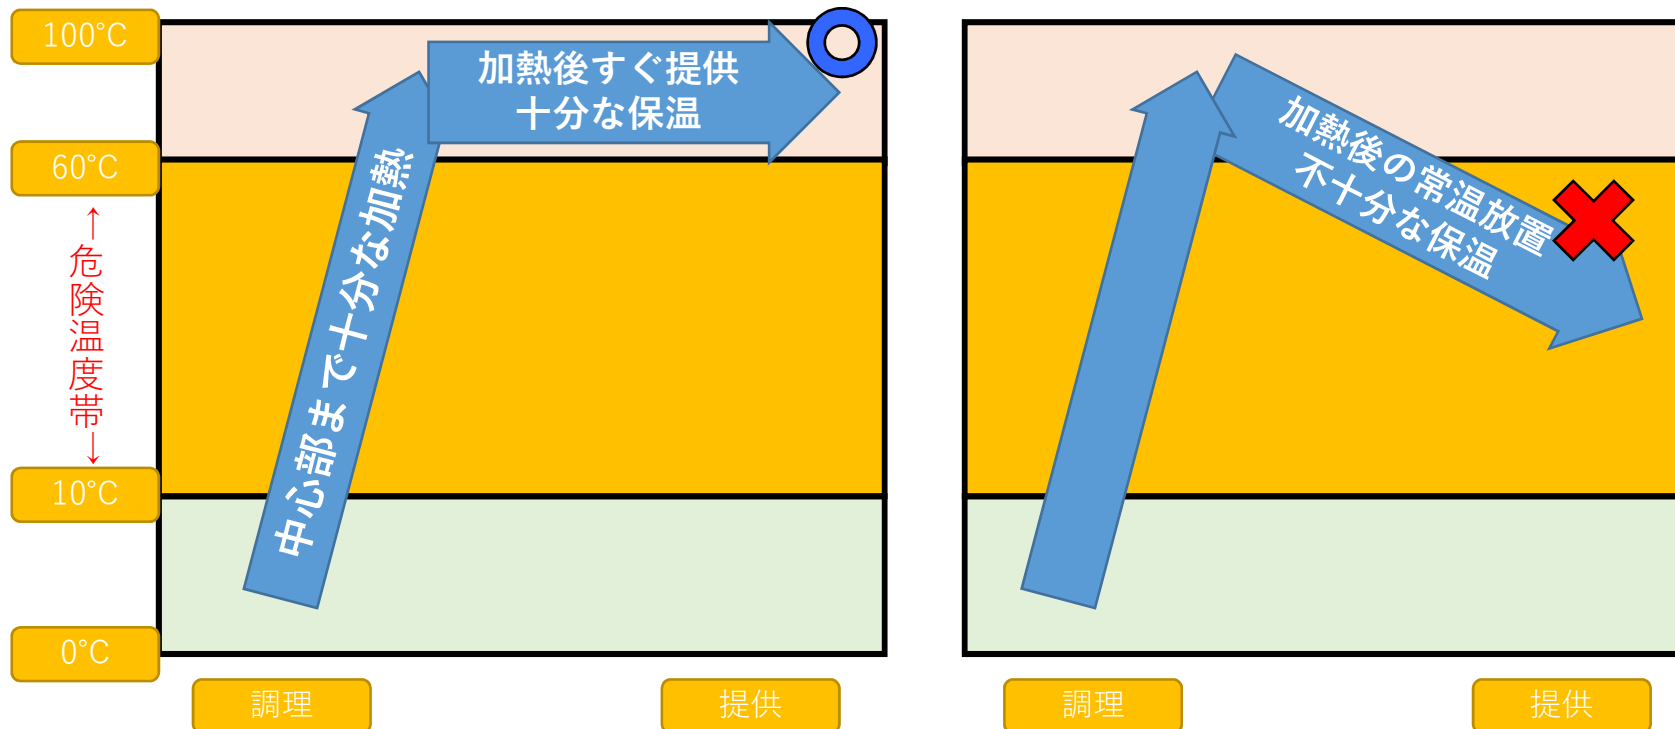 100°C
加熱後すぐ提供
十分な保温
中心部まで十分な加熱
60°C
←危険温度帯→
10°C
0°C
調理
提供
加熱後の常温放置
不十分な保温
調理
提供